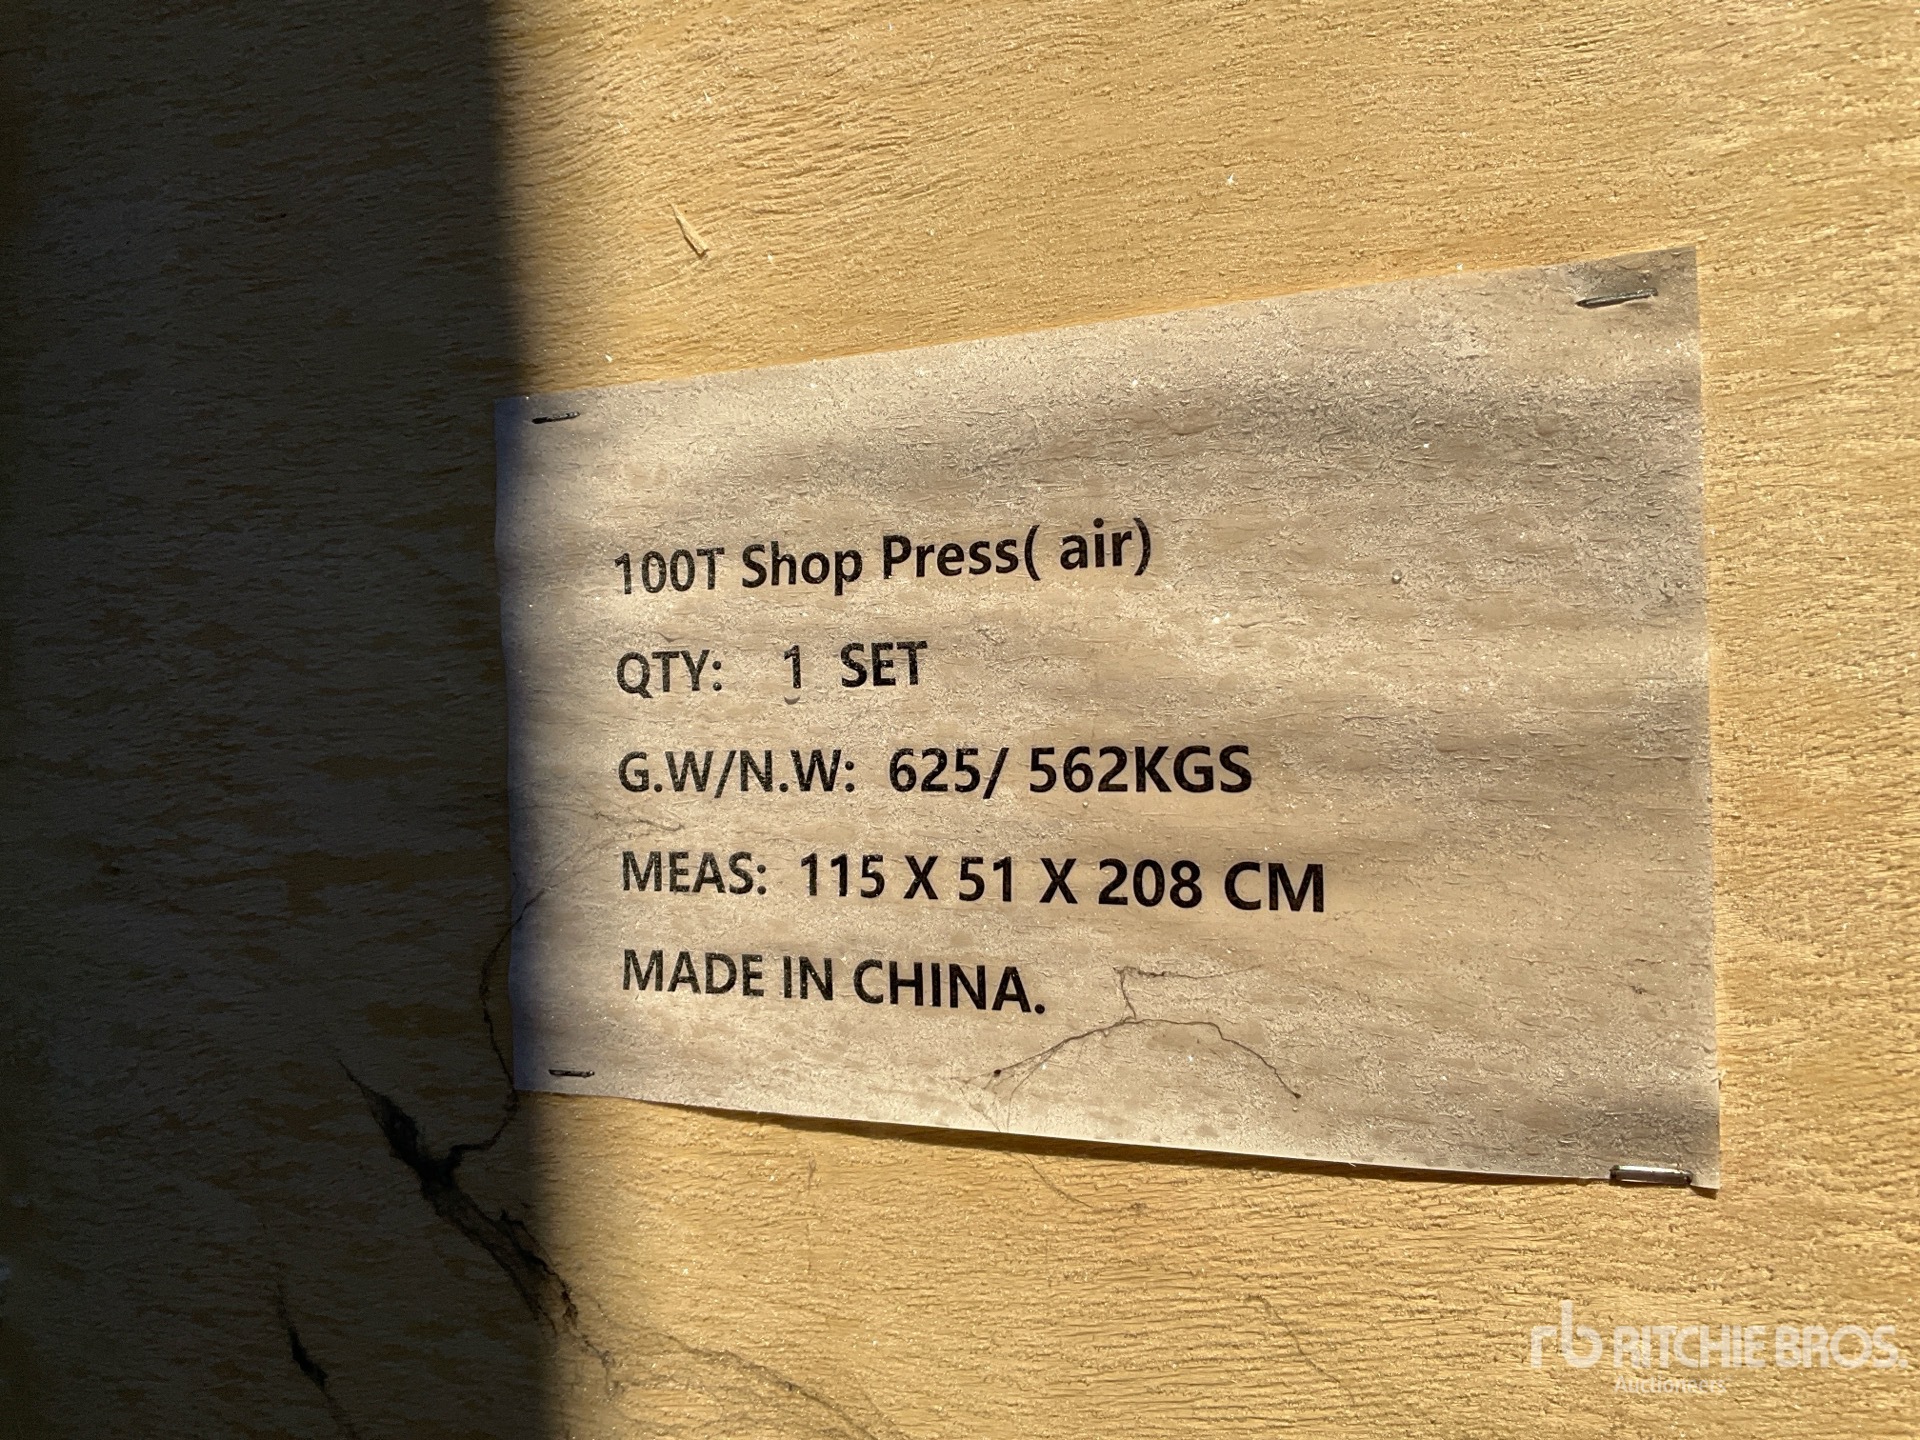 100T Shop Press( air)
QTY: 1 SET
G.W/N.W: 625/ 562KGS
MEAS: 115 X 51 X 208 CM
MADE IN CHINA.
rb RITCHIE BROS.
Auctioneers